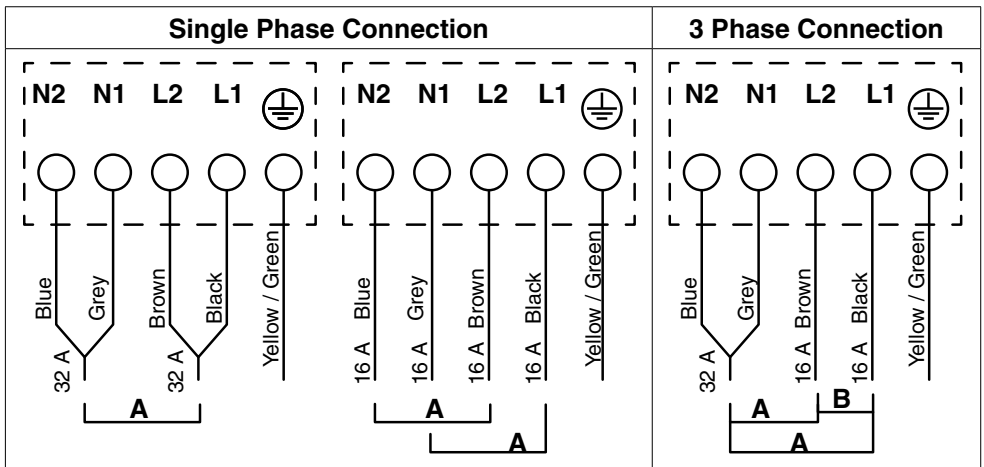 Single Phase Connection
3 Phase Connection
N2 N1 L2 L1
N2 N1 L2 L1
N2 N1 L2 L1
Blue
Grey
Brown
Black
Yellow / Green
32 A
32 A
A
Blue
Grey
Brown
Black
Yellow / Green
16 A
16 A
16 A
16 A
A
A
Blue
Grey
Brown
Black
Yellow / Green
32 A
16 A
16 A
A
B
A